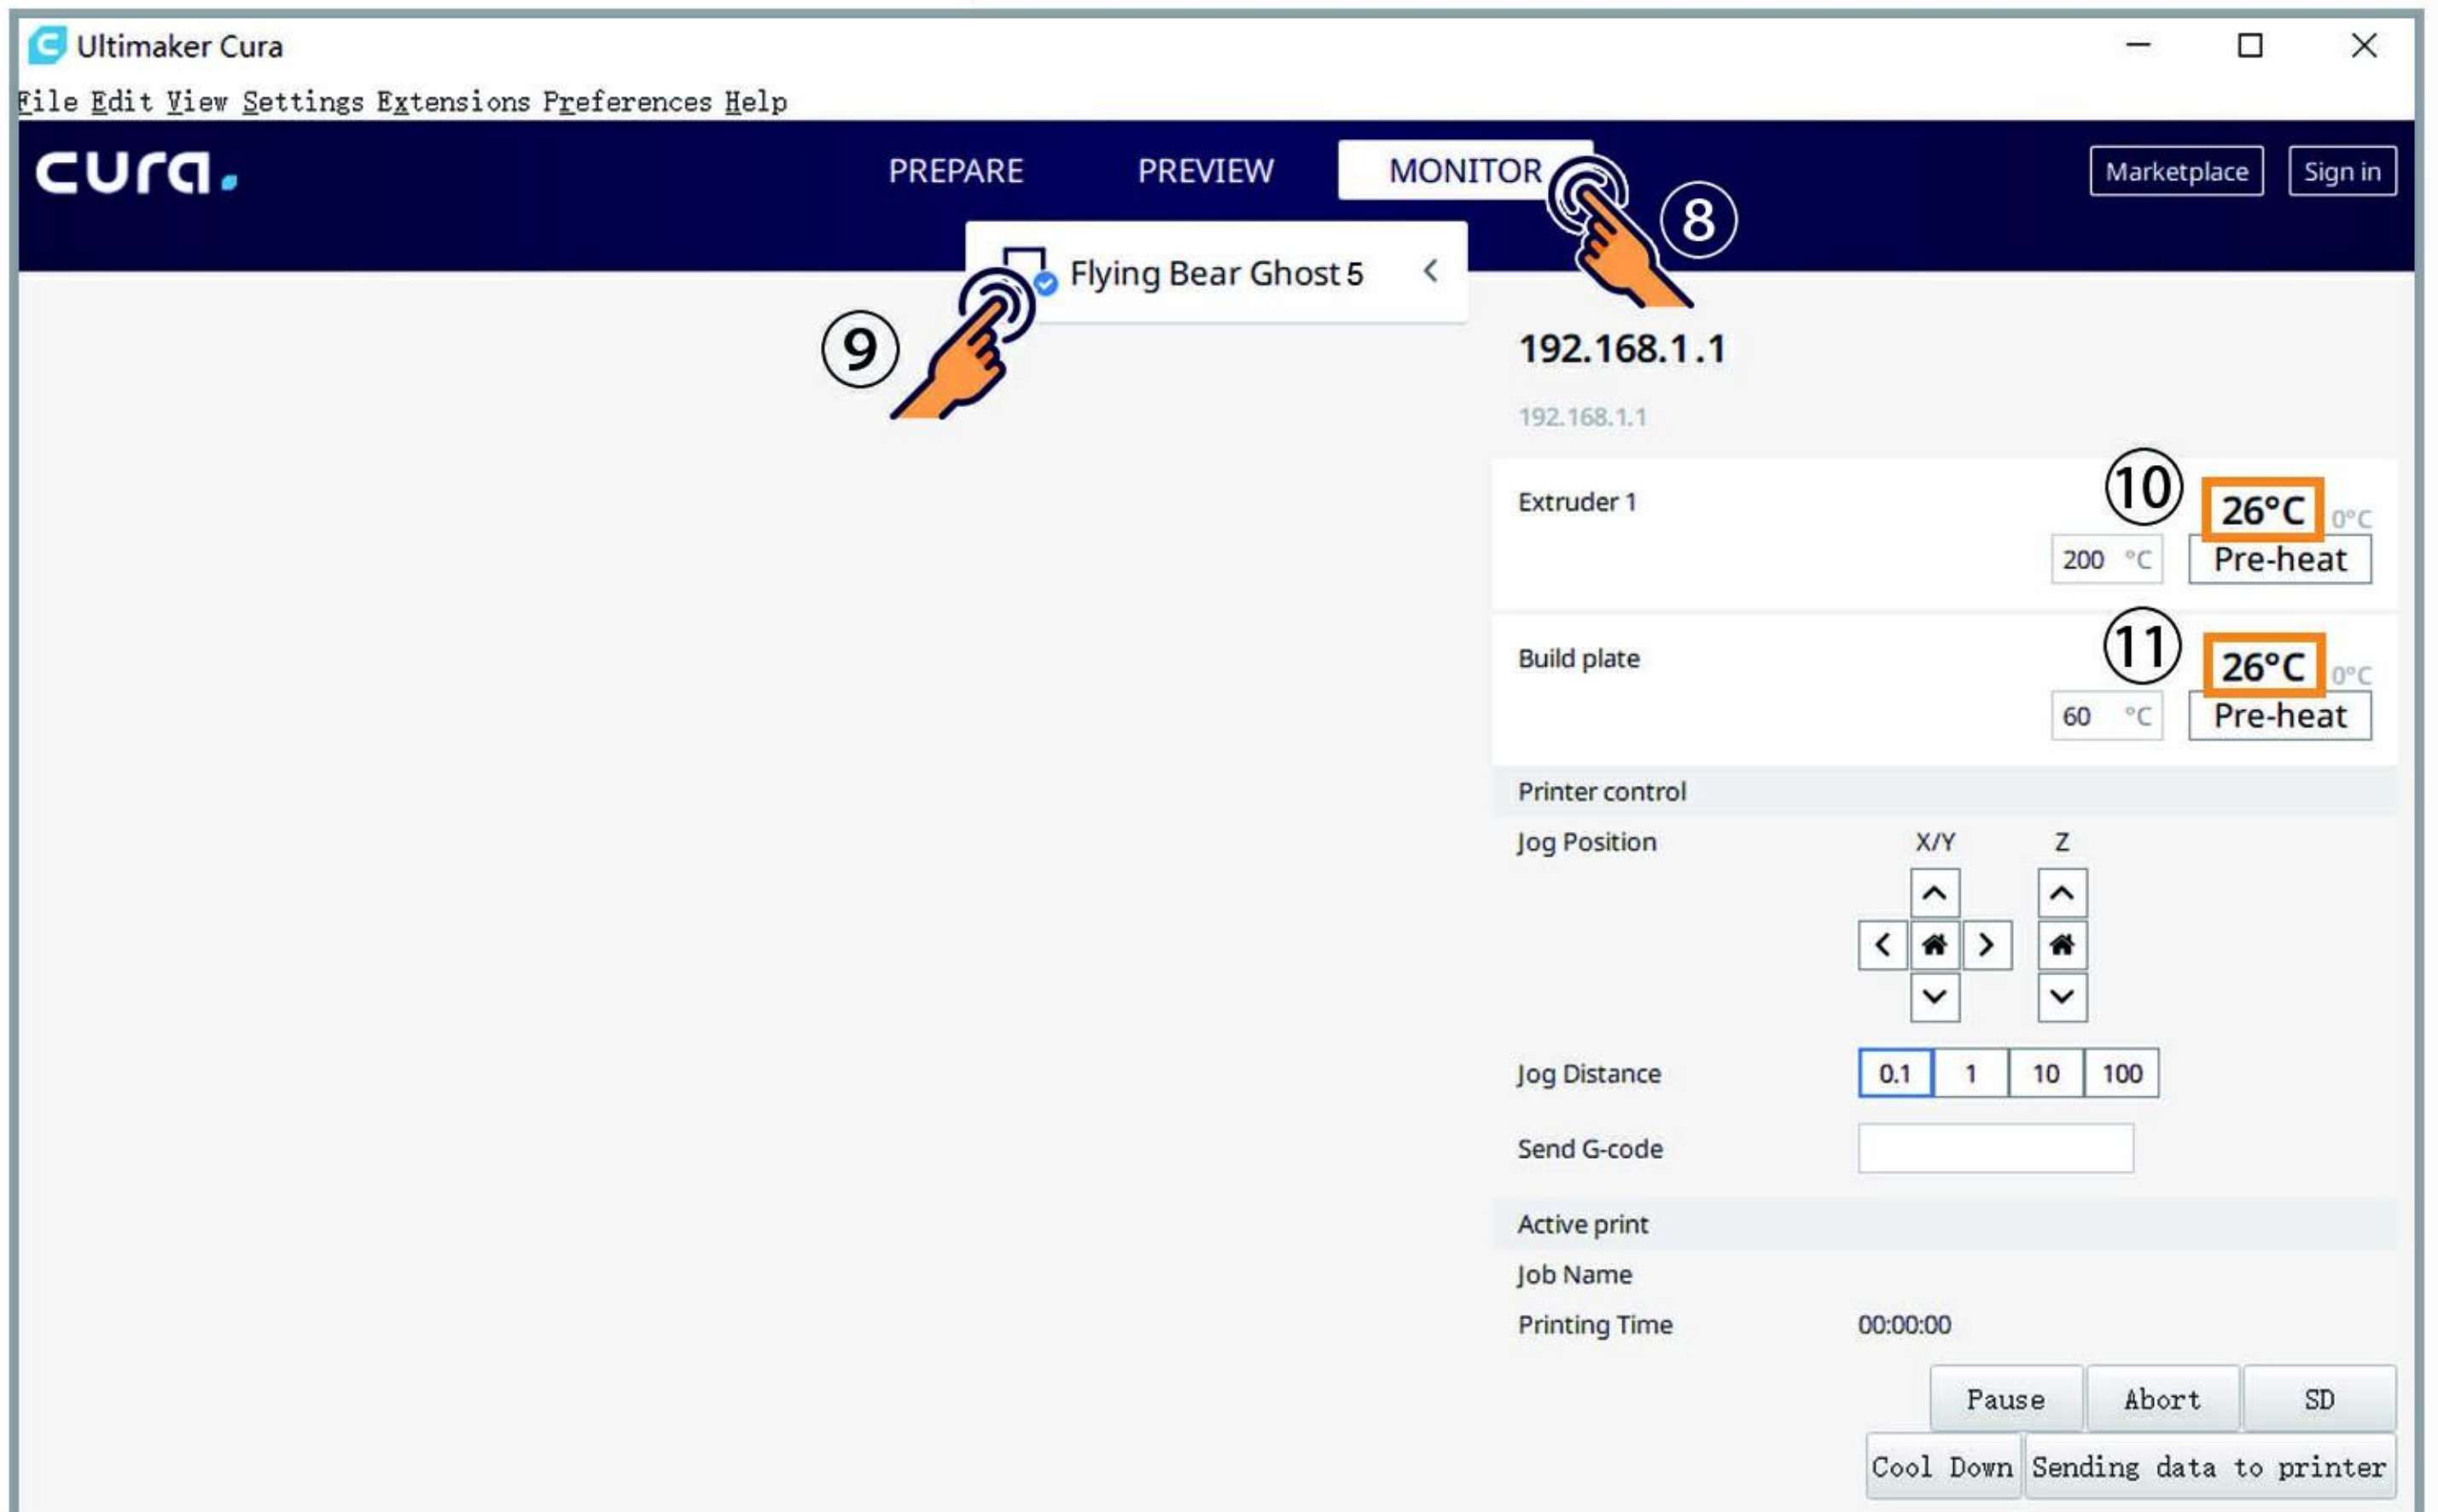 Ultimaker Cura
File Edit View Settings Extensions Preferences Help
cura.
PREPARE PREVIEW MONITOR
Marketplace Sign in
⑧
Flying Bear Ghost 5
⑨
192.168.1.1
192.168.1.1
Extruder 1 ⑩ 26°C 0°C
200 °C Pre-heat
Build plate ⑪ 26°C 0°C
60 °C Pre-heat
Printer control
Jog Position X/Y Z
Jog Distance 0.1 1 10 100
Send G-code
Active print
Job Name
Printing Time 00:00:00
Pause Abort SD
Cool Down Sending data to printer